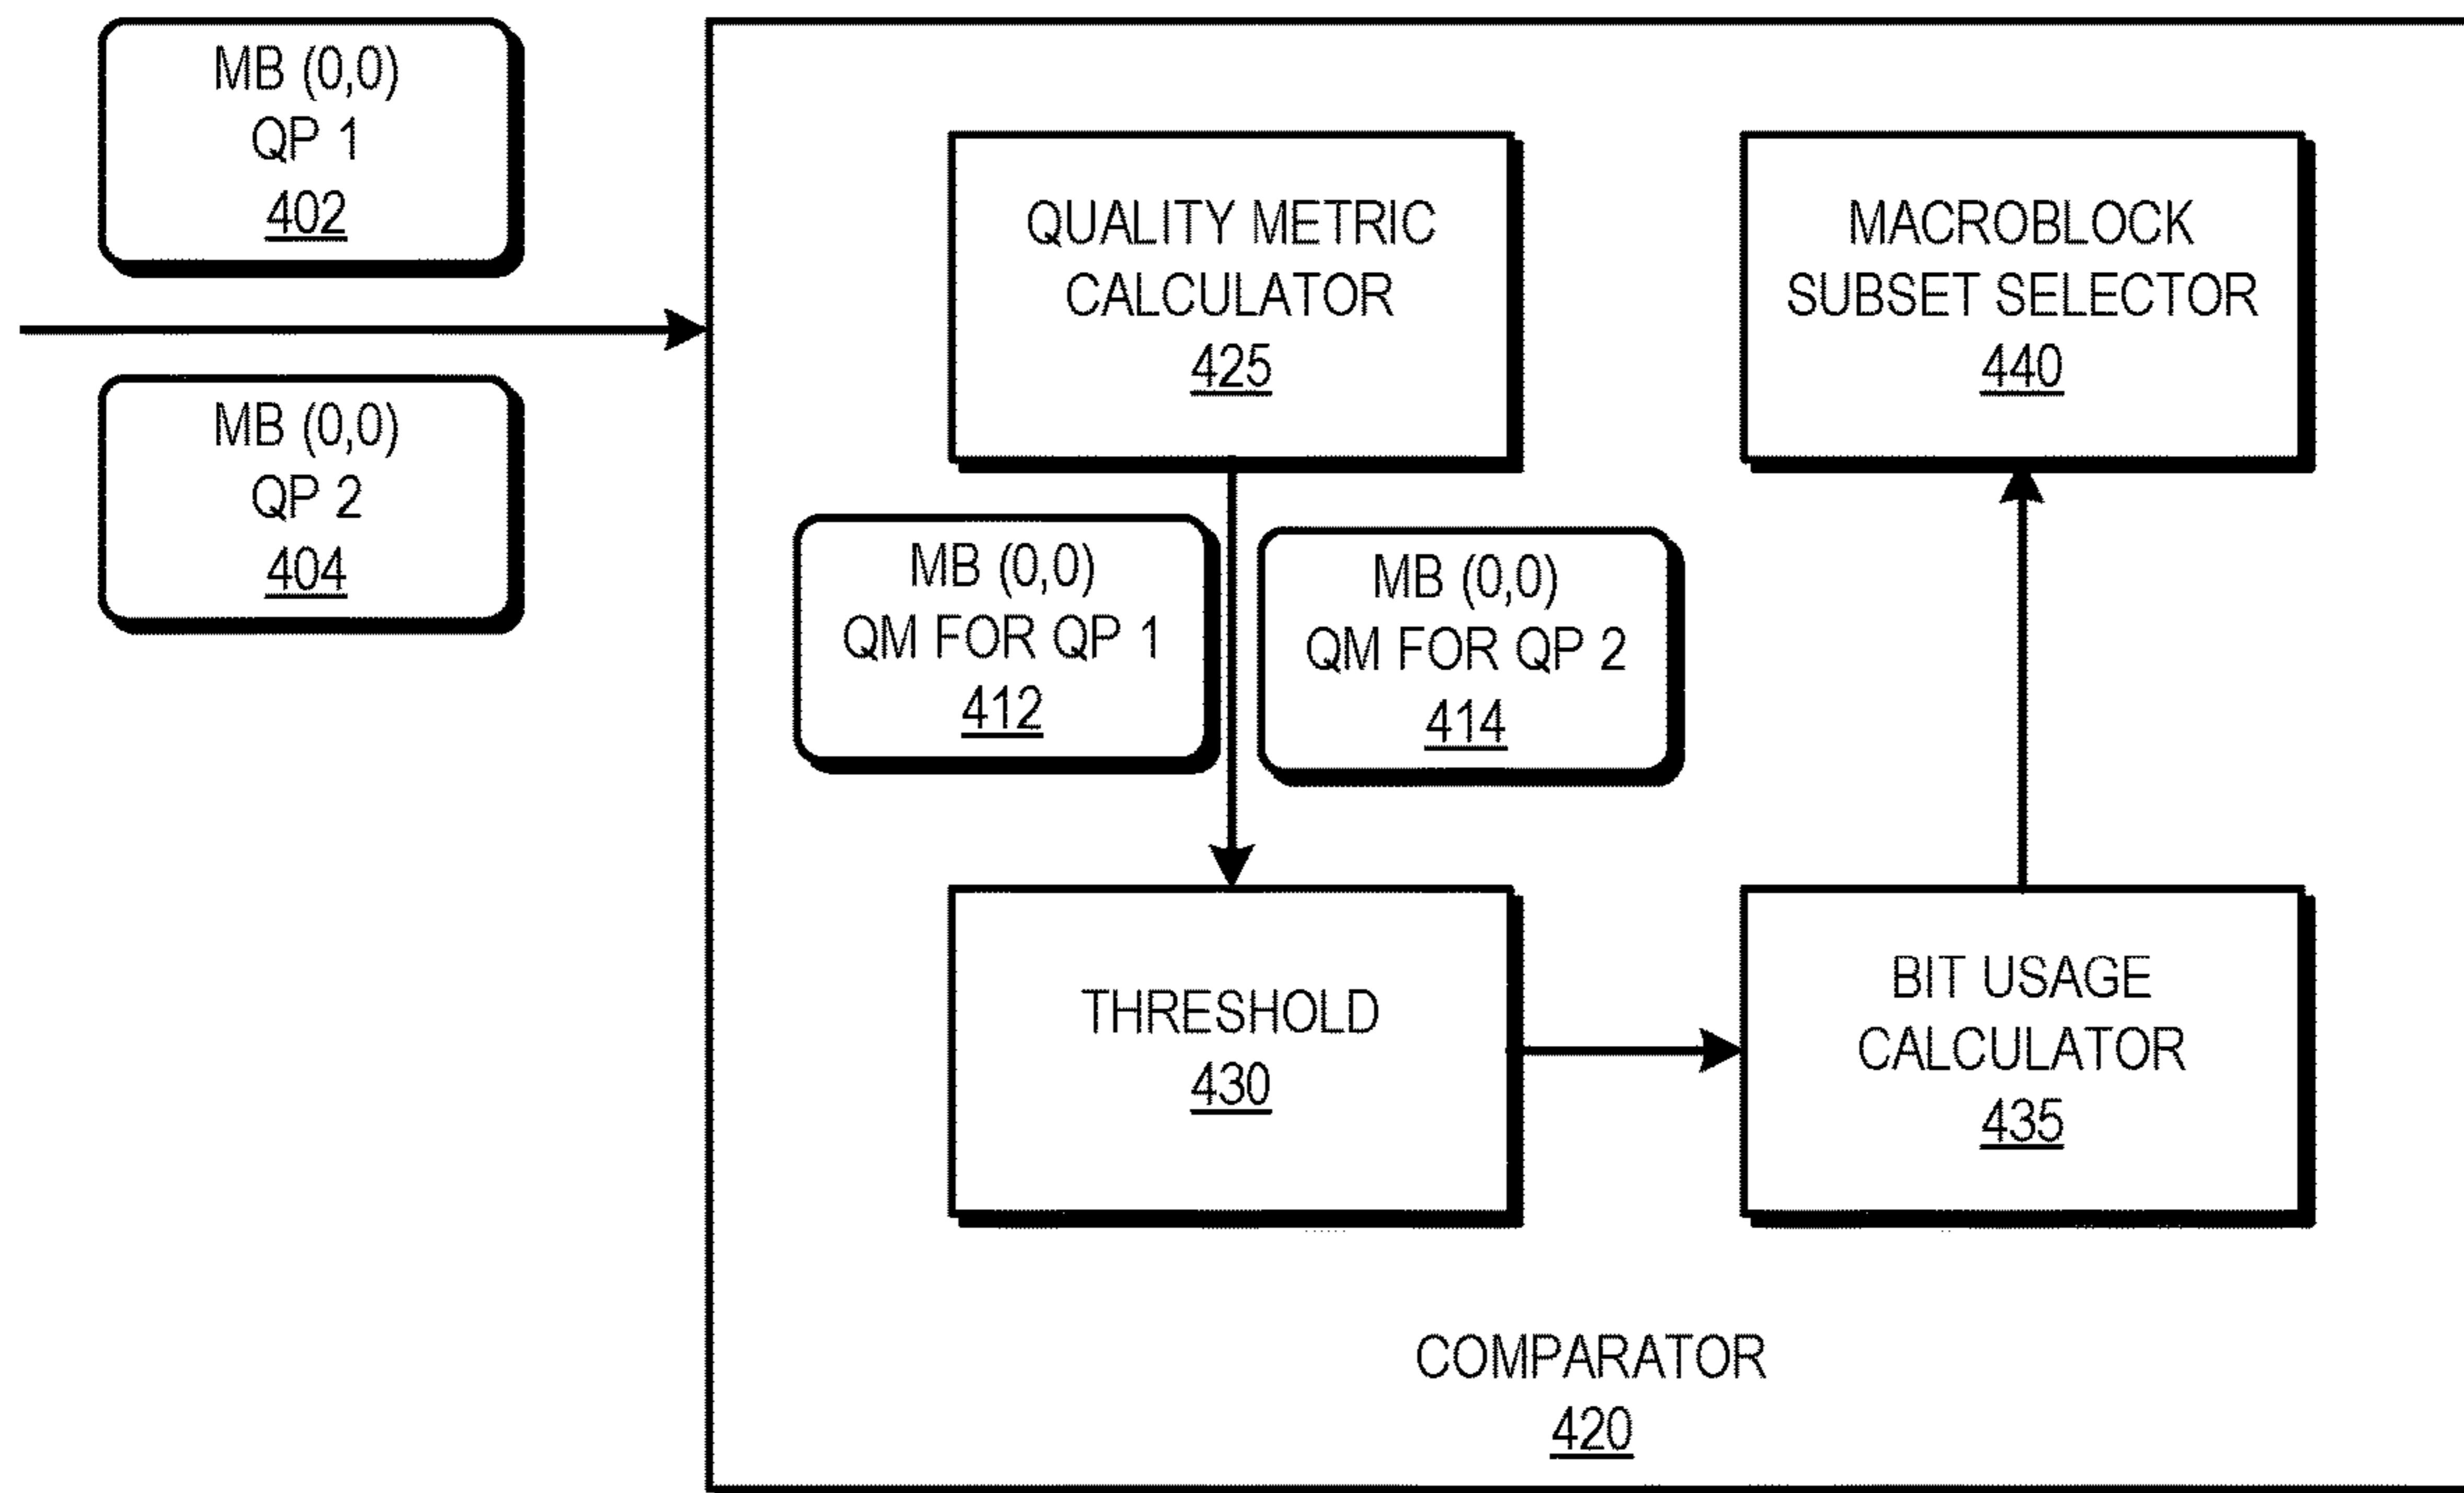 MB (0,0)
QP 1
402
MB (0,0)
QP 2
404
QUALITY METRIC
CALCULATOR
425
MACROBLOCK
SUBSET SELECTOR
440
MB (0,0)
QM FOR QP 1
412
MB (0,0)
QM FOR QP 2
414
THRESHOLD
430
BIT USAGE
CALCULATOR
435
COMPARATOR
420